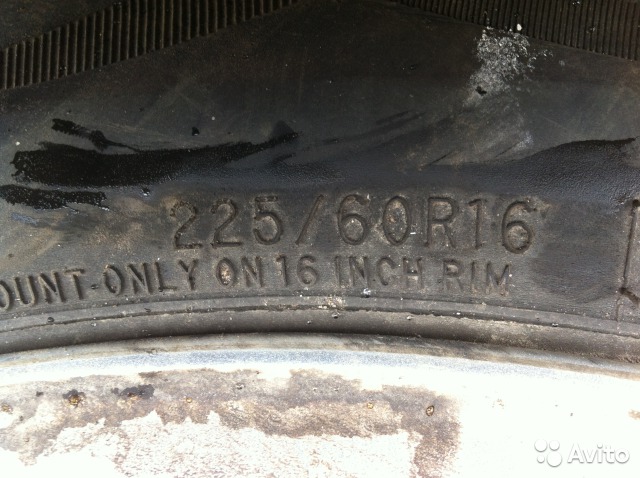 225/60R16
OUNT ONLY ON 16 INCH RIM
Avito